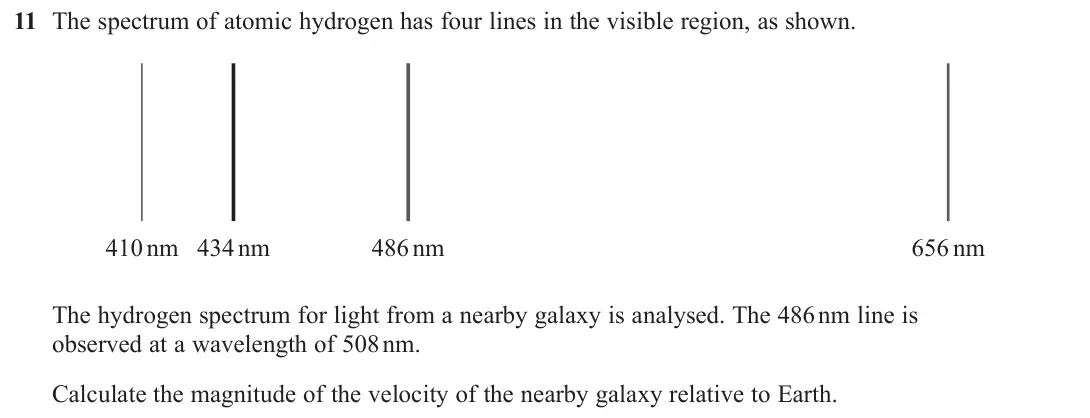 11 The spectrum of atomic hydrogen has four lines in the visible region, as shown.
410 nm 434 nm 486 nm 656 nm
The hydrogen spectrum for light from a nearby galaxy is analysed. The 486 nm line is
observed at a wavelength of 508 nm.
Calculate the magnitude of the velocity of the nearby galaxy relative to Earth.